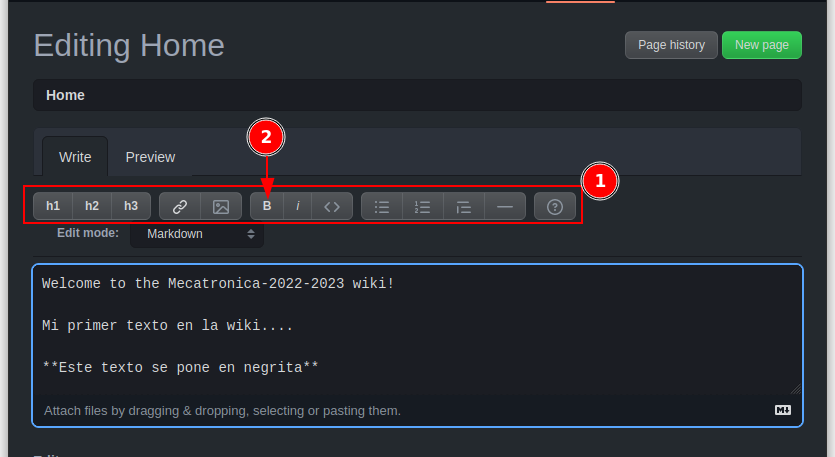 Editing Home
Page history New page
Home
2
Write Preview
1
h1 h2 h3 B i
Edit mode: Markdown
Welcome to the Mecatronica-2022-2023 wiki!
Mi primer texto en la wiki....
**Este texto se pone en negrita**
Attach files by dragging & dropping, selecting or pasting them.